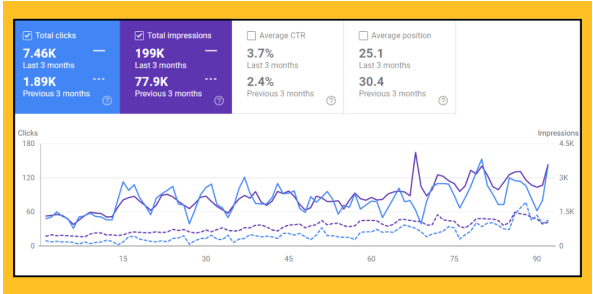 Total clicks
7.46K
Last 3 months
1.89K
Previous 3 months
Total impressions
199K
Last 3 months
77.9K
Previous 3 months
Average CTR
3.7%
Last 3 months
2.4%
Previous 3 months
Average position
25.1
Last 3 months
30.4
Previous 3 months
Clicks Impressions
180 4.5K
120 3K
60 1.5K
0 0
15 30 45 60 75 90